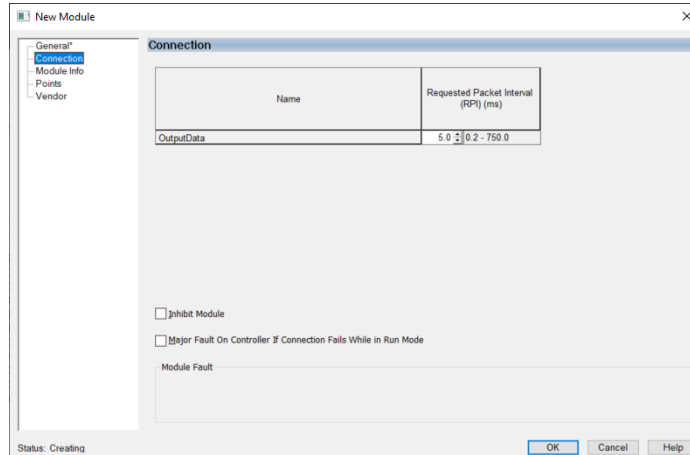 New Module
General*
Connection
Module Info
Points
Vendor
Connection
Name
Requested Packet Interval
(RPI) (ms)
OutputData
5.0
0.2 - 750.0
Inhibit Module
Major Fault On Controller If Connection Fails While in Run Mode
Module Fault
Status: Creating
OK
Cancel
Help